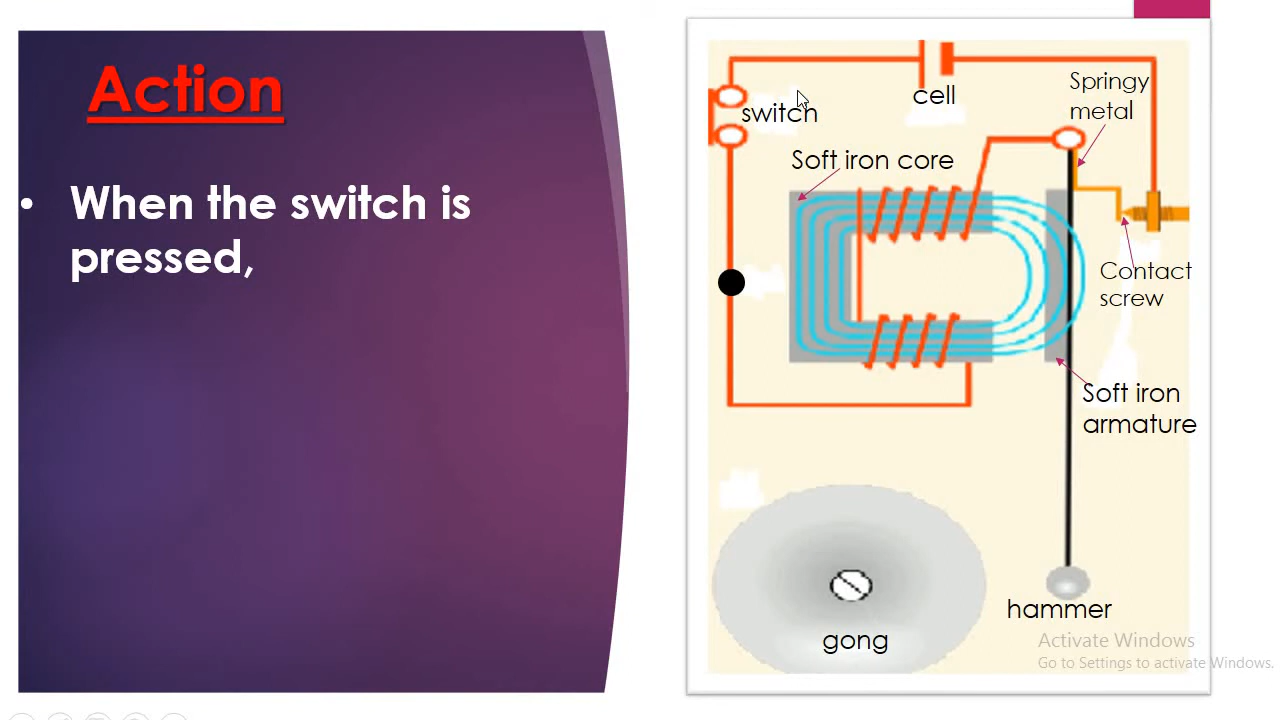 Action
• When the switch is
pressed,
Springy
metal
cell
switch
Soft iron core
Contact
screw
Soft iron
armature
hammer
gong
Activate Windows
Go to Settings to activate Windows.